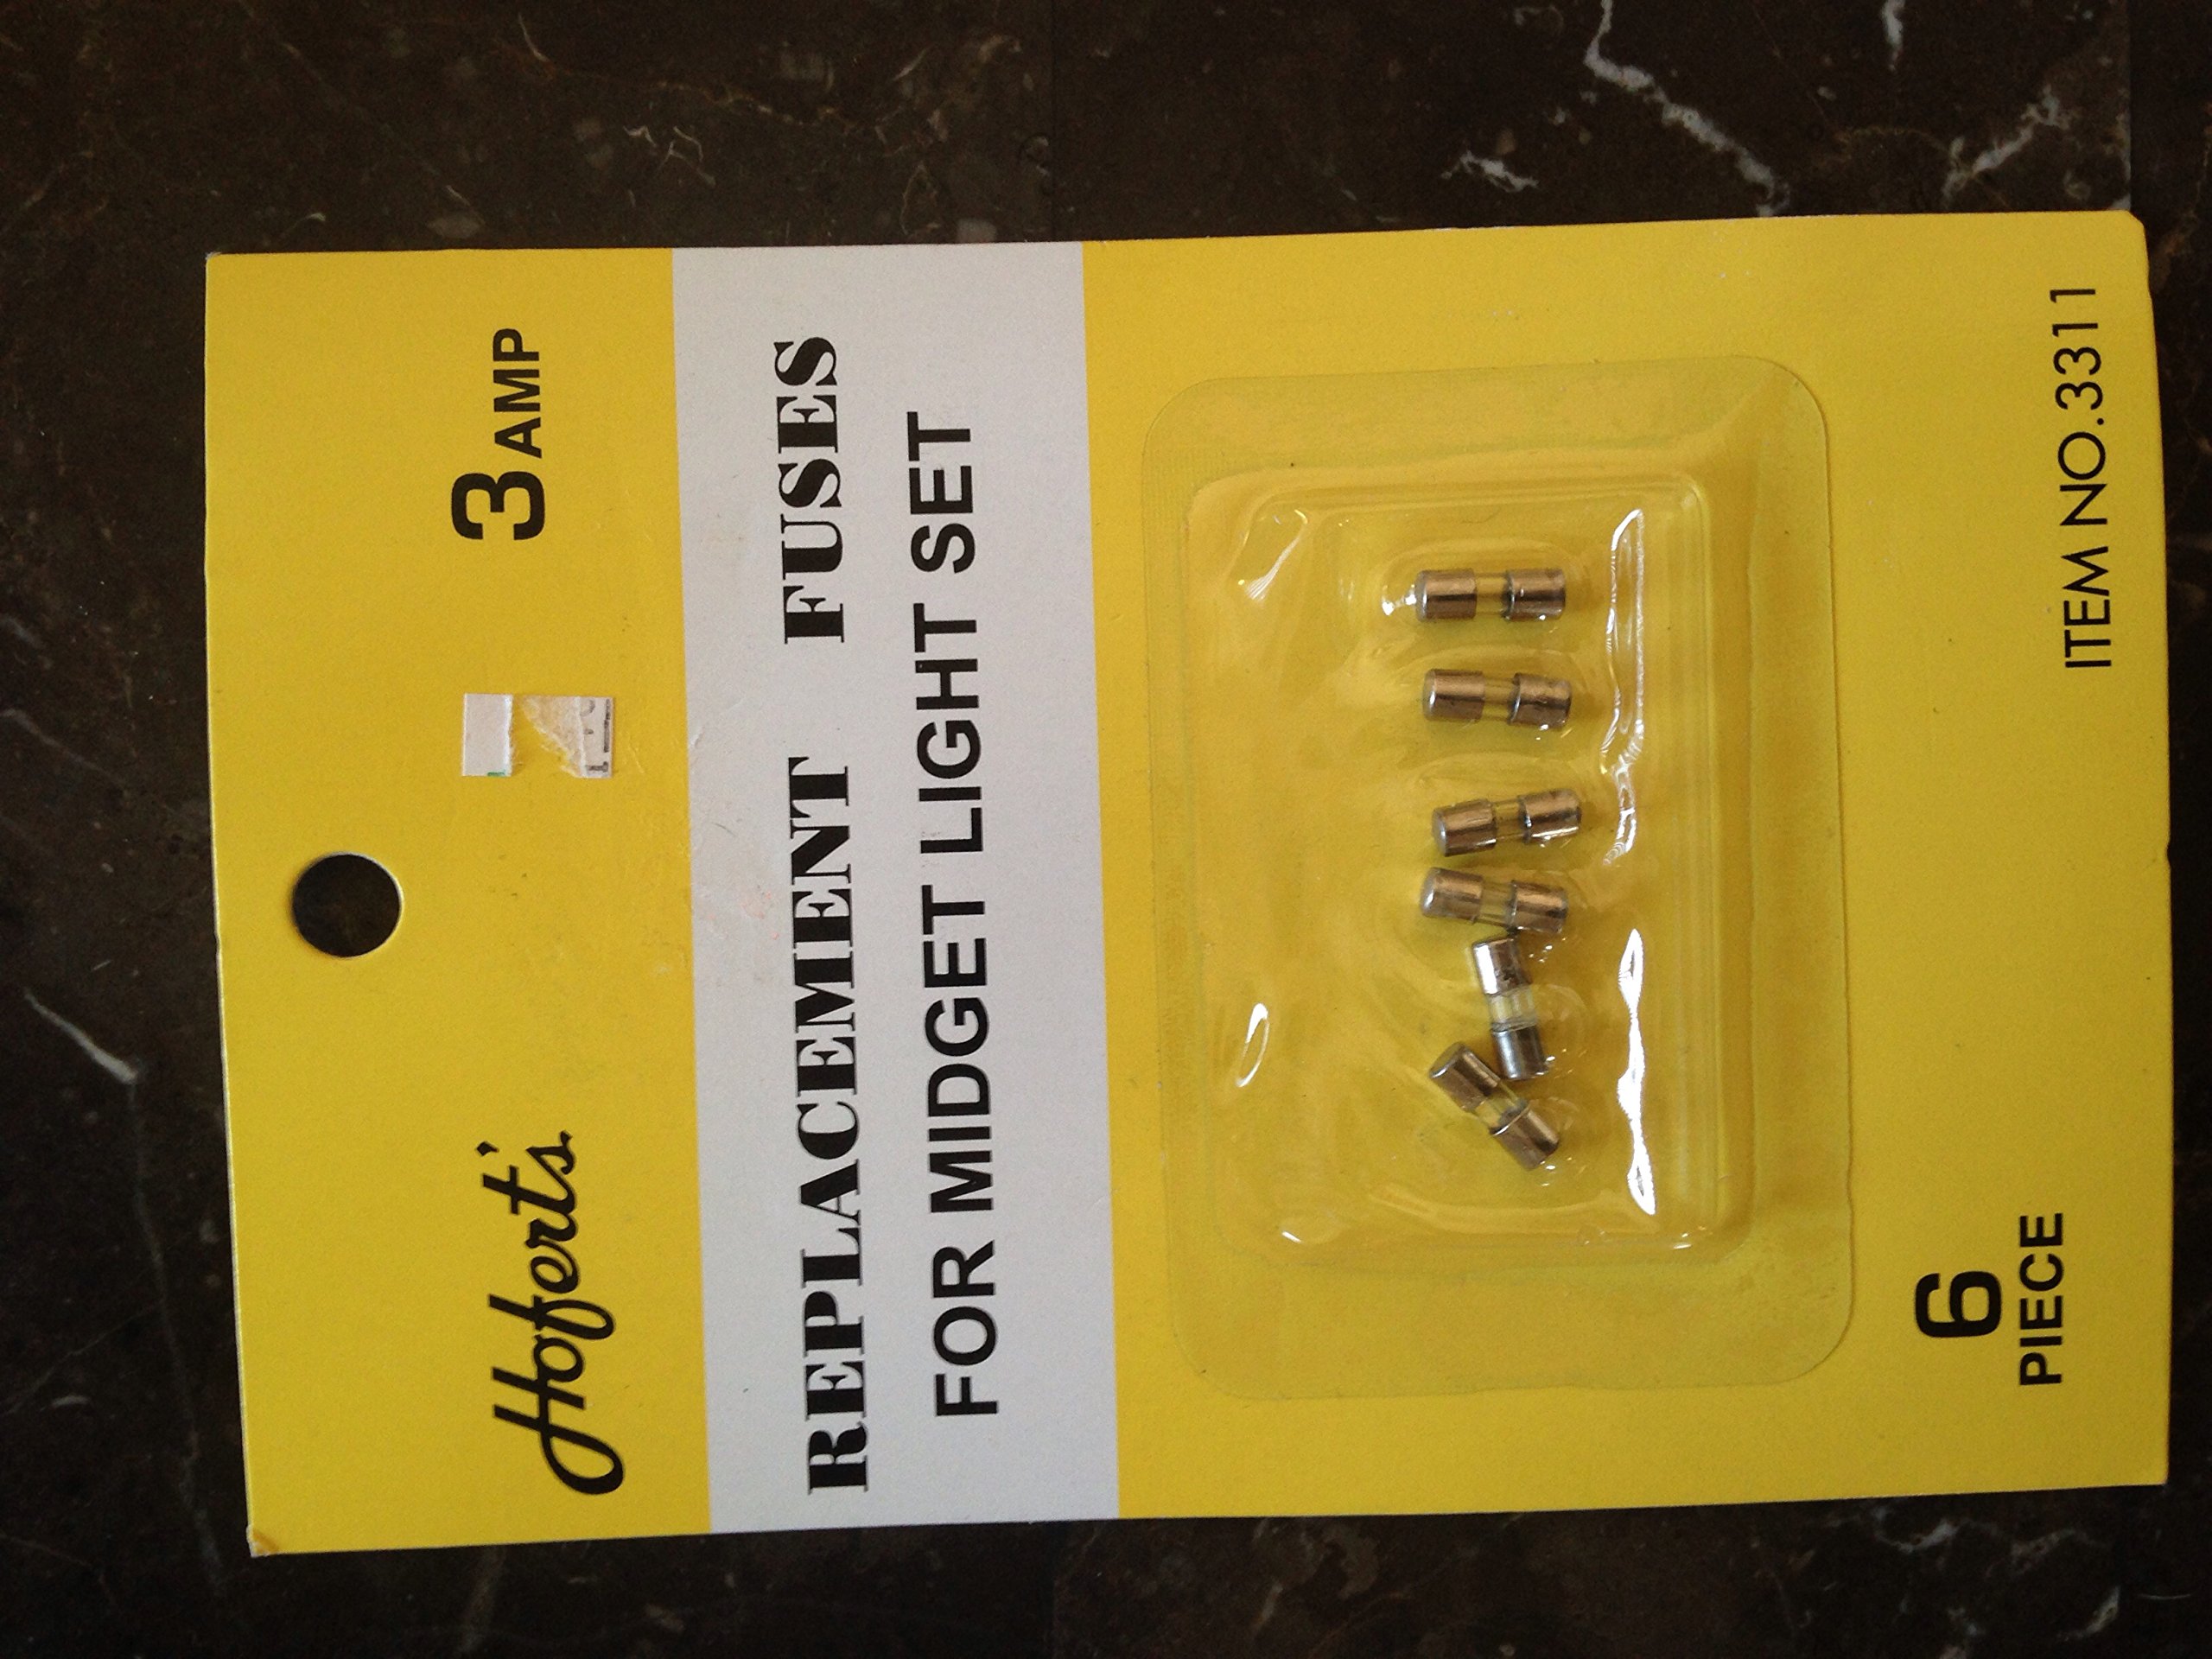 Hofert's
3 AMP
REPLACEMENT FUSES
FOR MIDGET LIGHT SET
6
PIECE
ITEM NO.3311